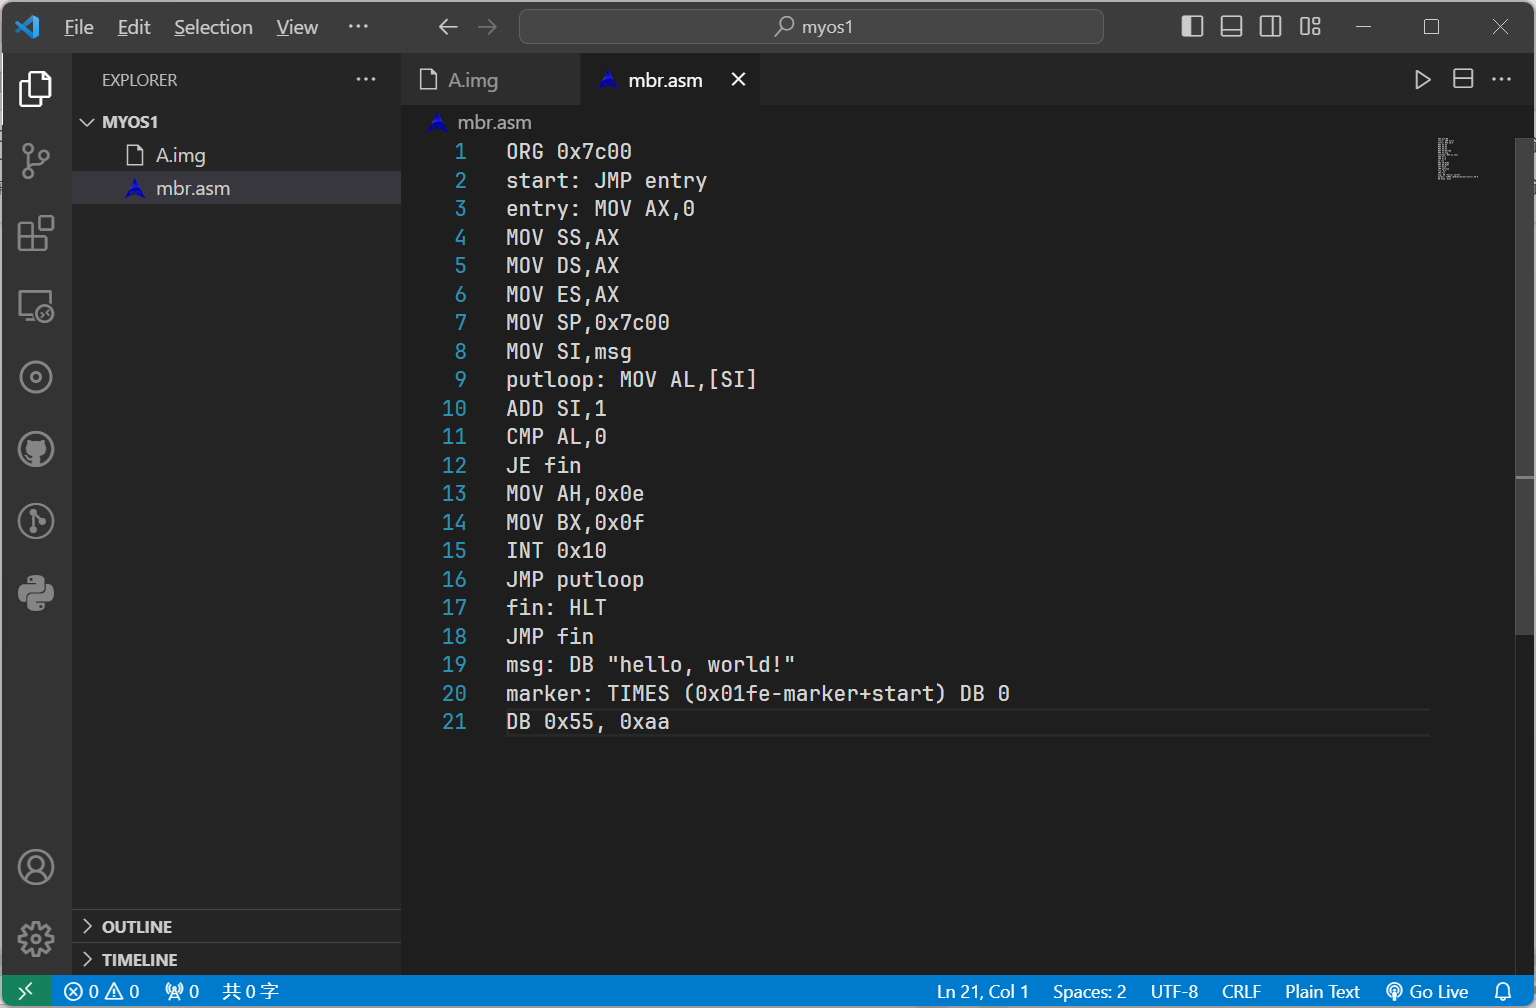 File Edit Selection View ··· myos1
EXPLORER ···
MYOS1
A.img
mbr.asm
OUTLINE
TIMELINE
A.img mbr.asm
mbr.asm
1 ORG 0x7c00
2 start: JMP entry
3 entry: MOV AX,0
4 MOV SS,AX
5 MOV DS,AX
6 MOV ES,AX
7 MOV SP,0x7c00
8 MOV SI,msg
9 putloop: MOV AL,[SI]
10 ADD SI,1
11 CMP AL,0
12 JE fin
13 MOV AH,0x0e
14 MOV BX,0x0f
15 INT 0x10
16 JMP putloop
17 fin: HLT
18 JMP fin
19 msg: DB "hello, world!"
20 marker: TIMES (0x01fe-marker+start) DB 0
21 DB 0x55, 0xaa
0 0 0 共 0 字 Ln 21, Col 1 Spaces: 2 UTF-8 CRLF Plain Text Go Live